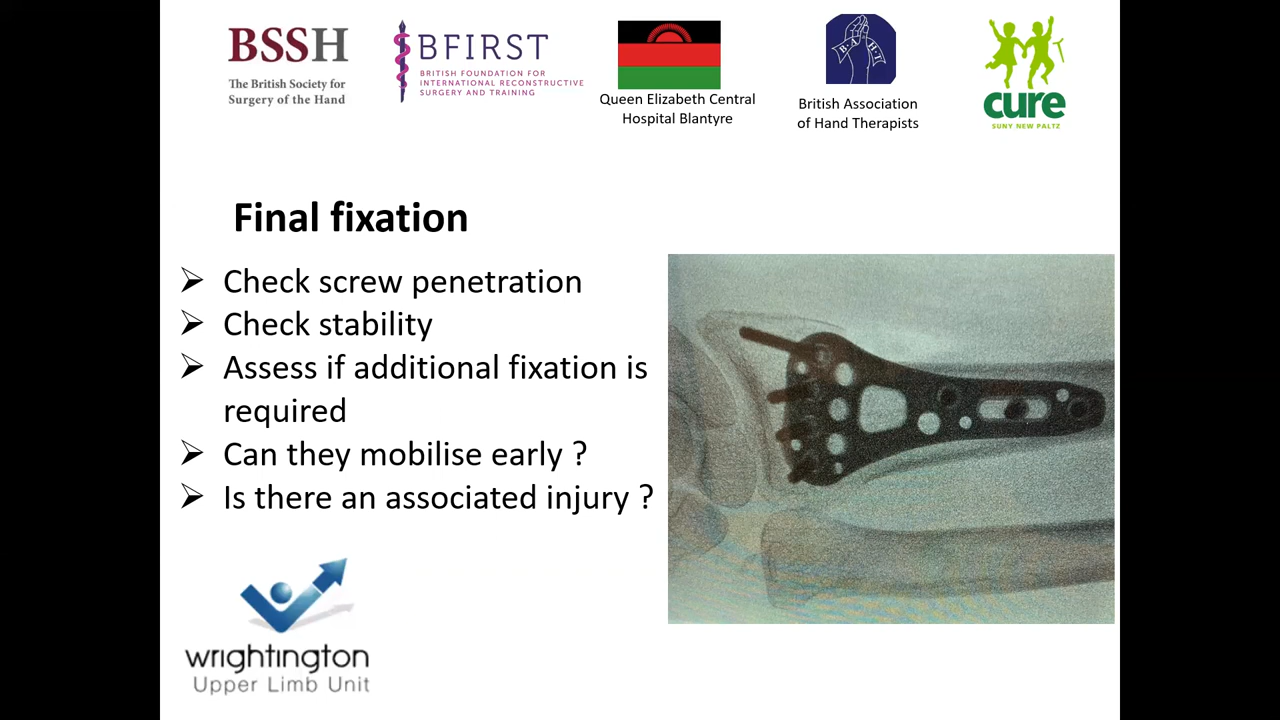 BSSH
The British Society for
Surgery of the Hand
BFIRST
BRITISH FOUNDATION FOR
INTERNATIONAL RECONSTRUCTIVE
SURGERY AND TRAINING
Queen Elizabeth Central
Hospital Blantyre
B·A·H·T
British Association
of Hand Therapists
cure
SUNY NEW PALTZ
Final fixation
Check screw penetration
Check stability
Assess if additional fixation is
required
Can they mobilise early ?
Is there an associated injury ?
wrightington
Upper Limb Unit